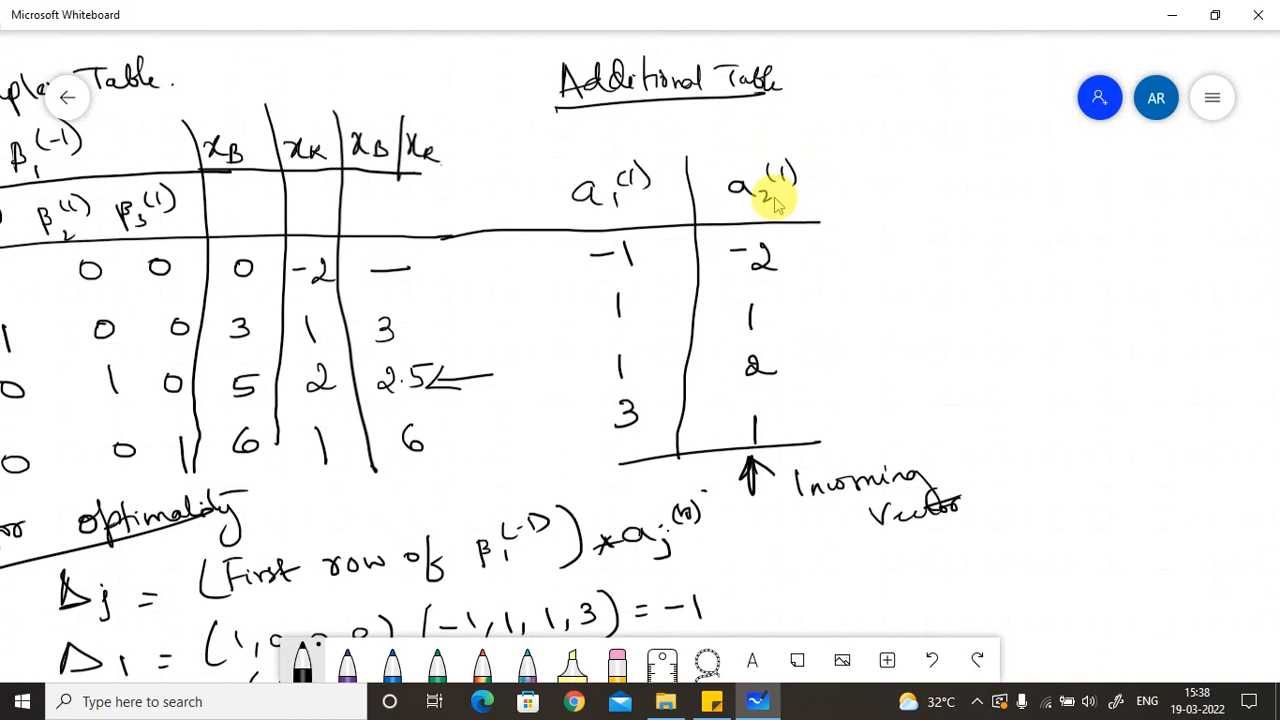 Microsoft Whiteboard
Table.
Additional Table
AR
β₁⁽⁻¹⁾ xB xK xB|xK
β₂⁽¹⁾ β₃⁽¹⁾ a₁⁽¹⁾ a₂⁽¹⁾
0 0 0 -2 — -1 -2
1 0 0 3 1 3 1 1
0 1 0 5 2 2.5 ← 1 2
0 0 1 6 1 6 3 1
↑ Incoming Vector
optimality
Δj = (First row of β₁⁽⁻¹⁾) * aj
Δ1 = (-1, 1, 1, 3) = -1
Type here to search
32°C
ENG
15:38
19-03-2022